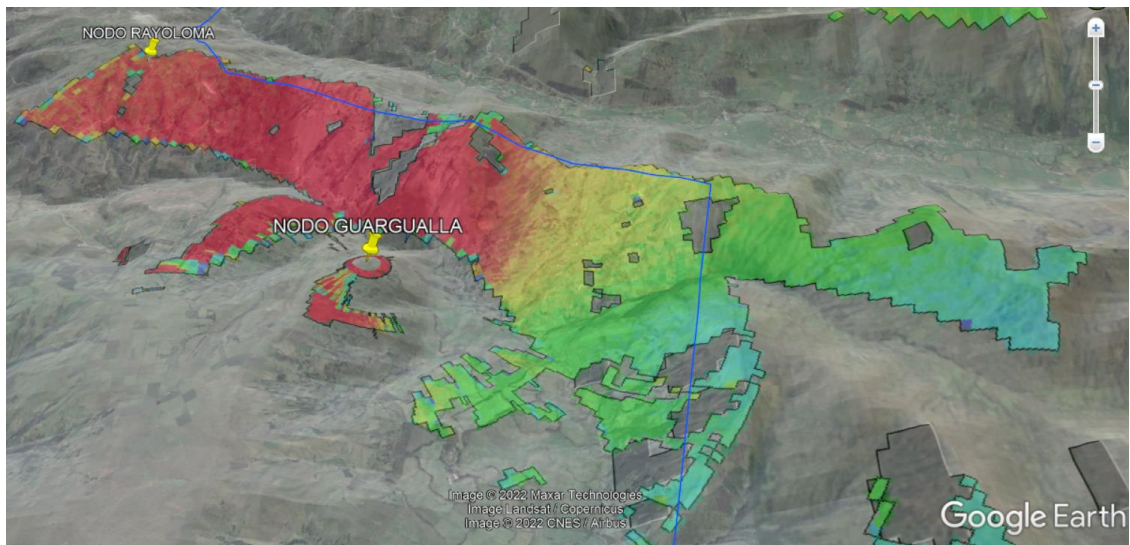 NODO RAYOLOMA
NODO GUARGUALLA
Image © 2022 Maxar Technologies
Image Landsat / Copernicus
Image © 2022 CNES / Airbus
Google Earth